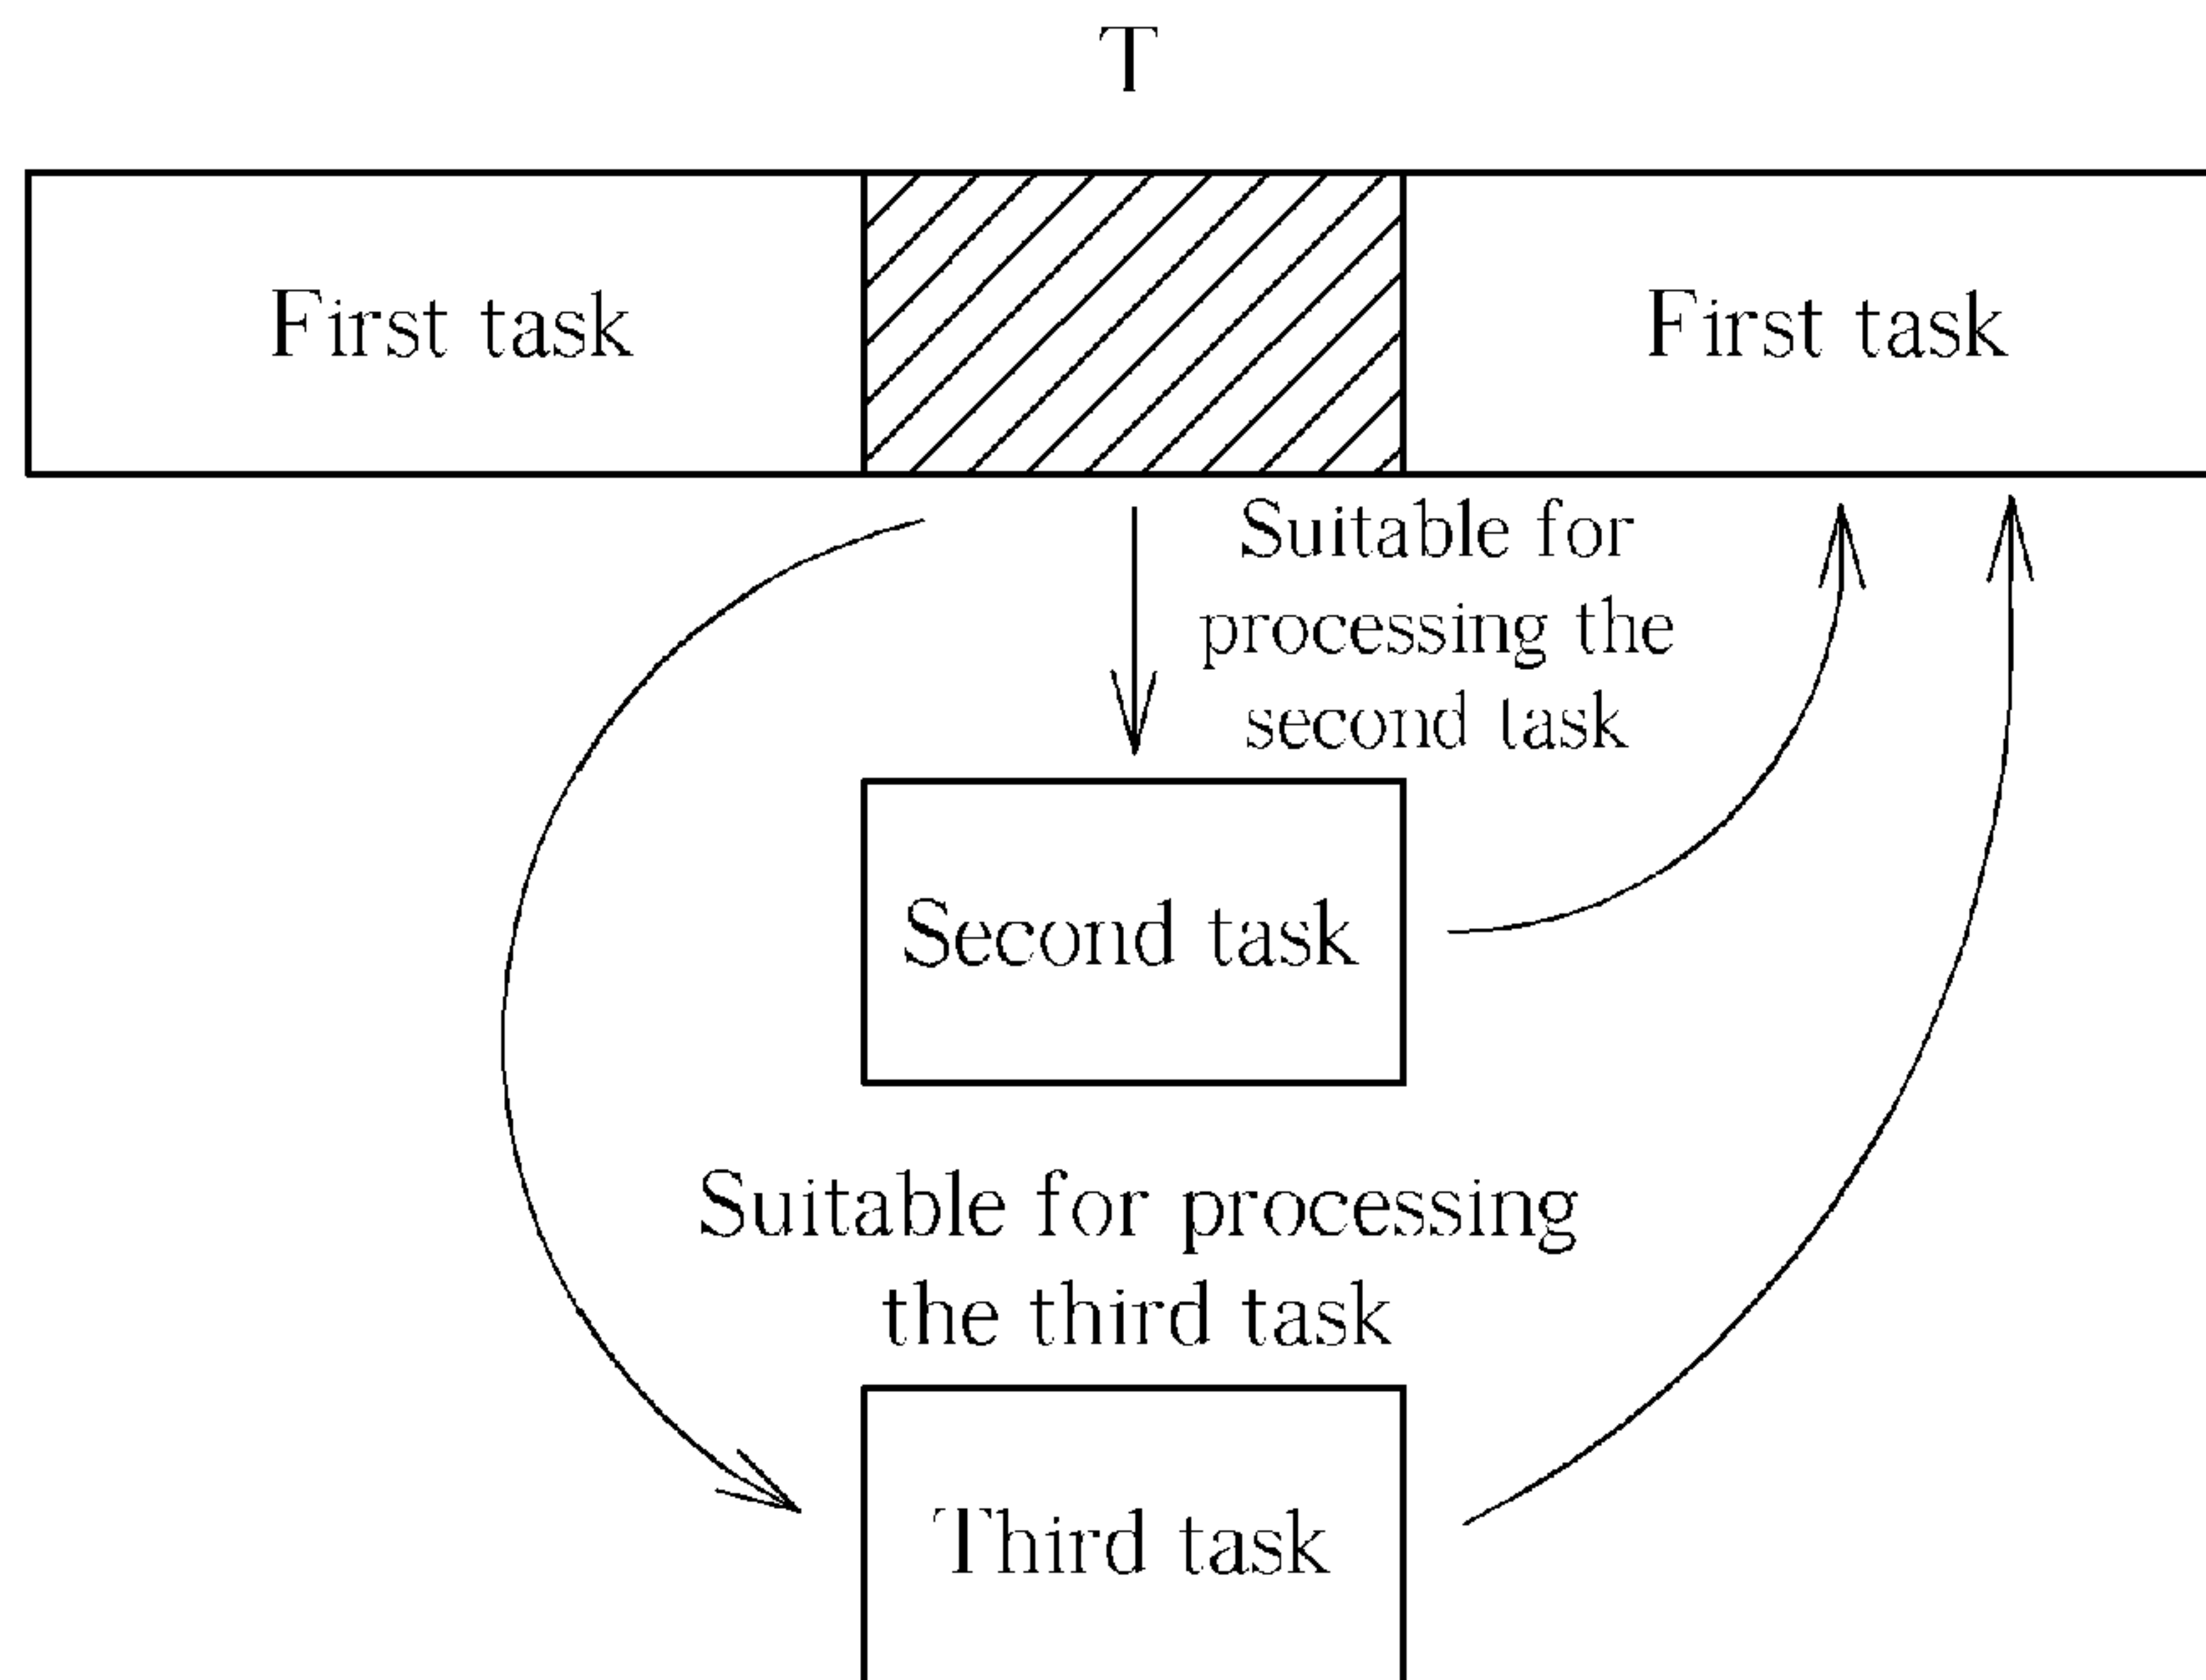 T
First task
First task
Suitable for
processing the
second task
Second task
Suitable for processing
the third task
Third task